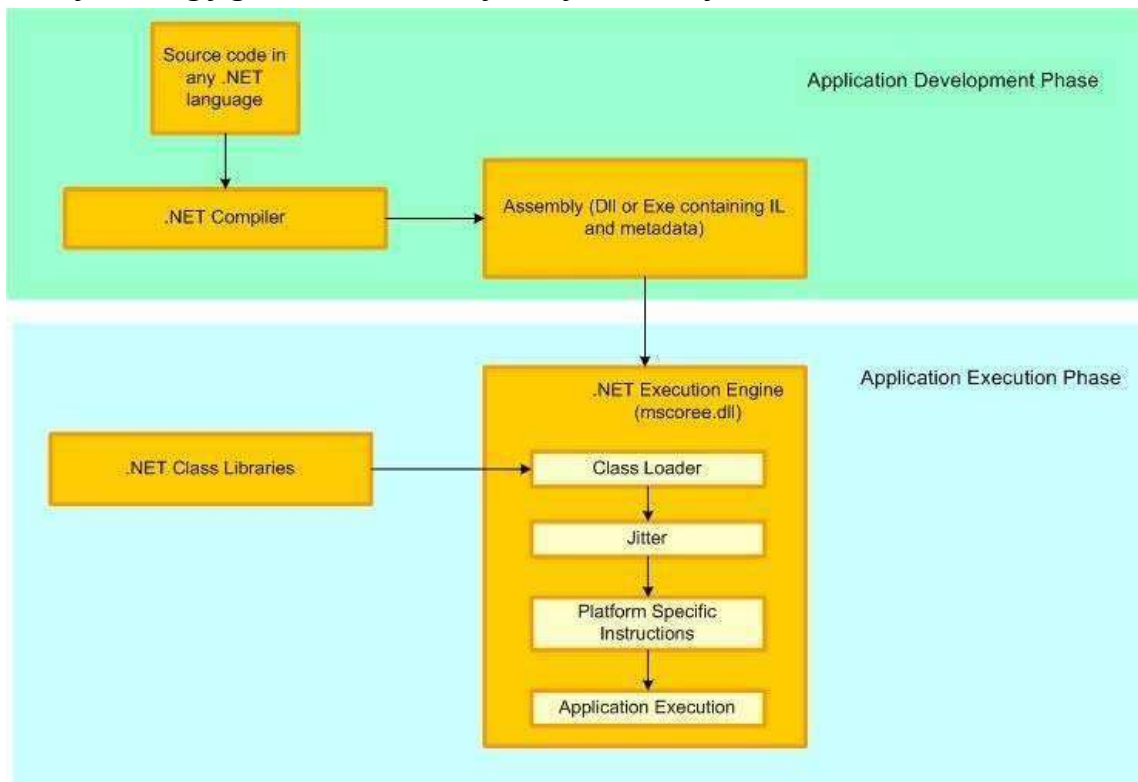 Source code in
any .NET
language
Application Development Phase
.NET Compiler
Assembly (Dll or Exe containing IL
and metadata)
Application Execution Phase
.NET Execution Engine
(mscoree.dll)
.NET Class Libraries
Class Loader
Jitter
Platform Specific
Instructions
Application Execution